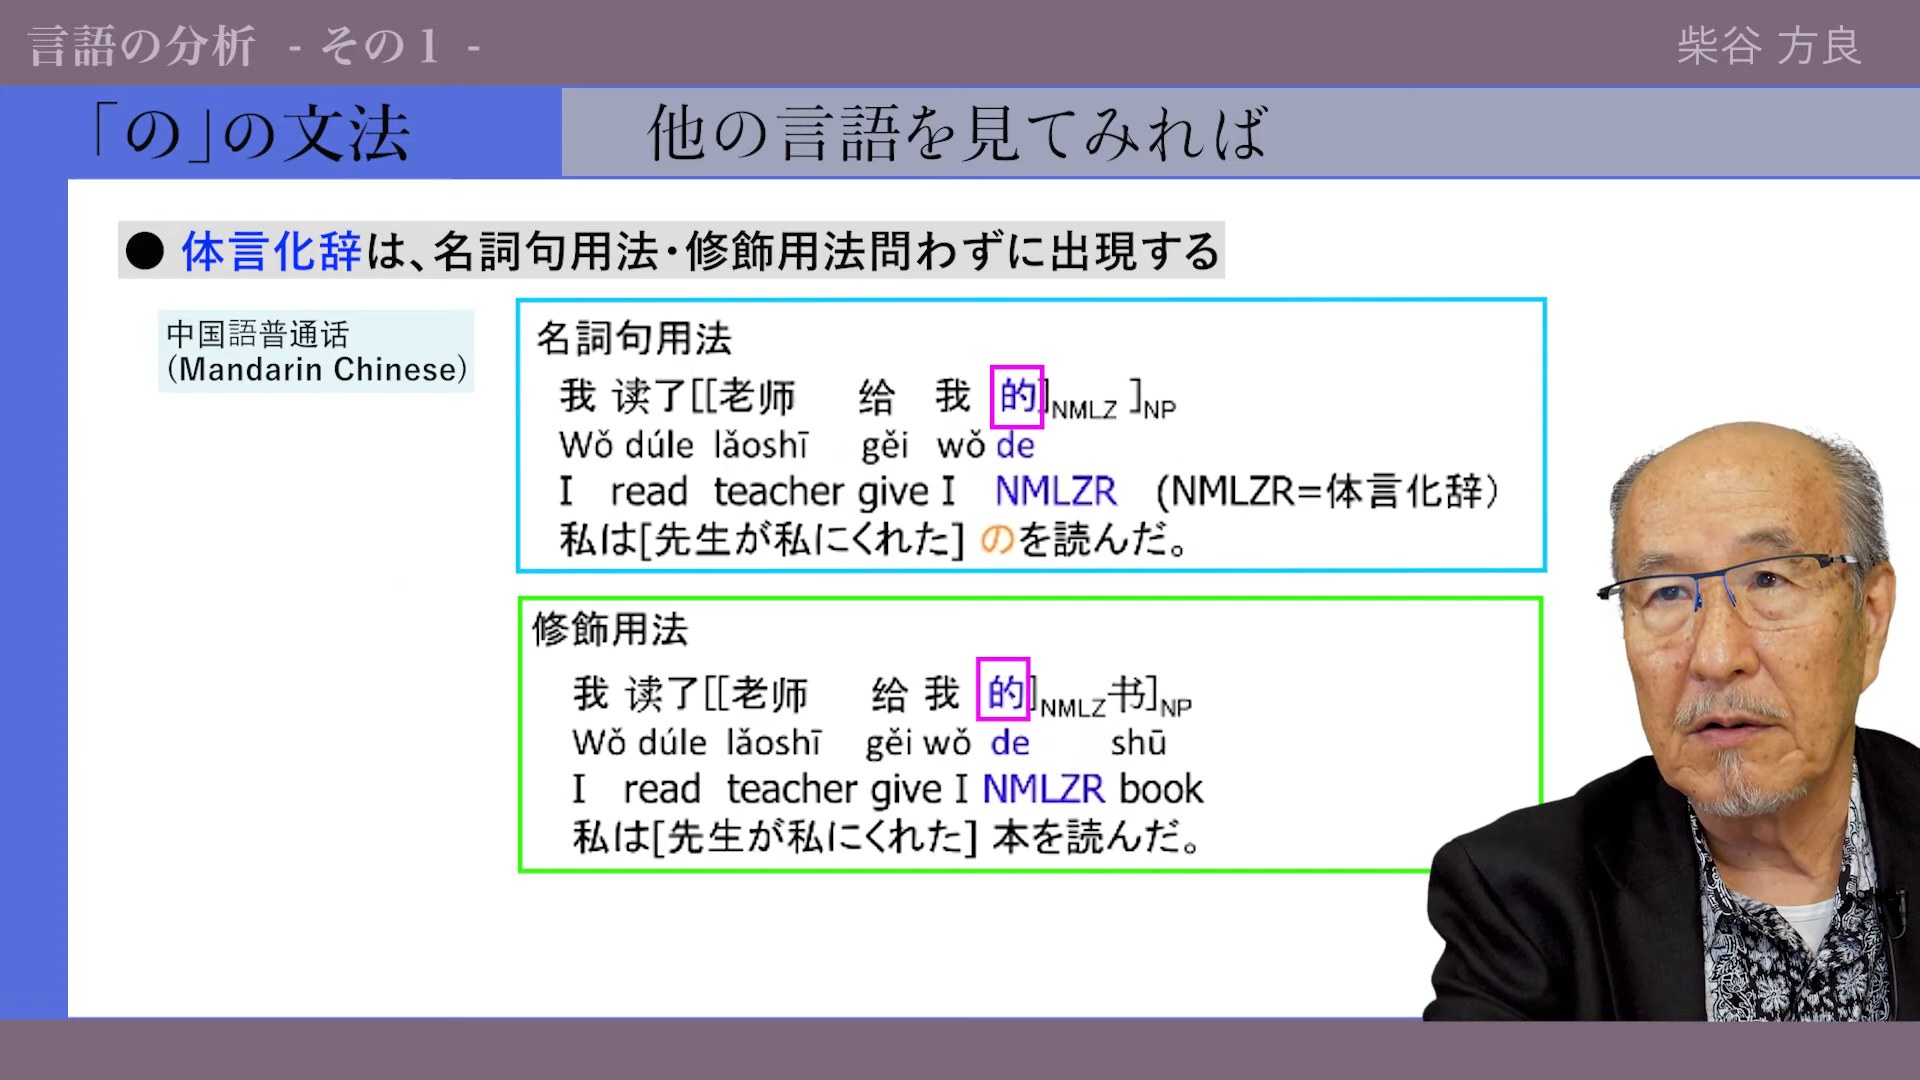 言語の分析 - その１ -
柴谷 方良
「の」の文法
他の言語を見てみれば
● 体言化辞は、名詞句用法・修飾用法問わずに出現する
中国語普通话
(Mandarin Chinese)
名詞句用法
我 读了[[老师 给 我 的]NMLZ ]NP
Wǒ dúle lǎoshī gěi wǒ de
I read teacher give I NMLZR (NMLZR=体言化辞)
私は[先生が私にくれた] のを読んだ。
修飾用法
我 读了[[老师 给 我 的]NMLZ书]NP
Wǒ dúle lǎoshī gěi wǒ de shū
I read teacher give I NMLZR book
私は[先生が私にくれた] 本を読んだ。